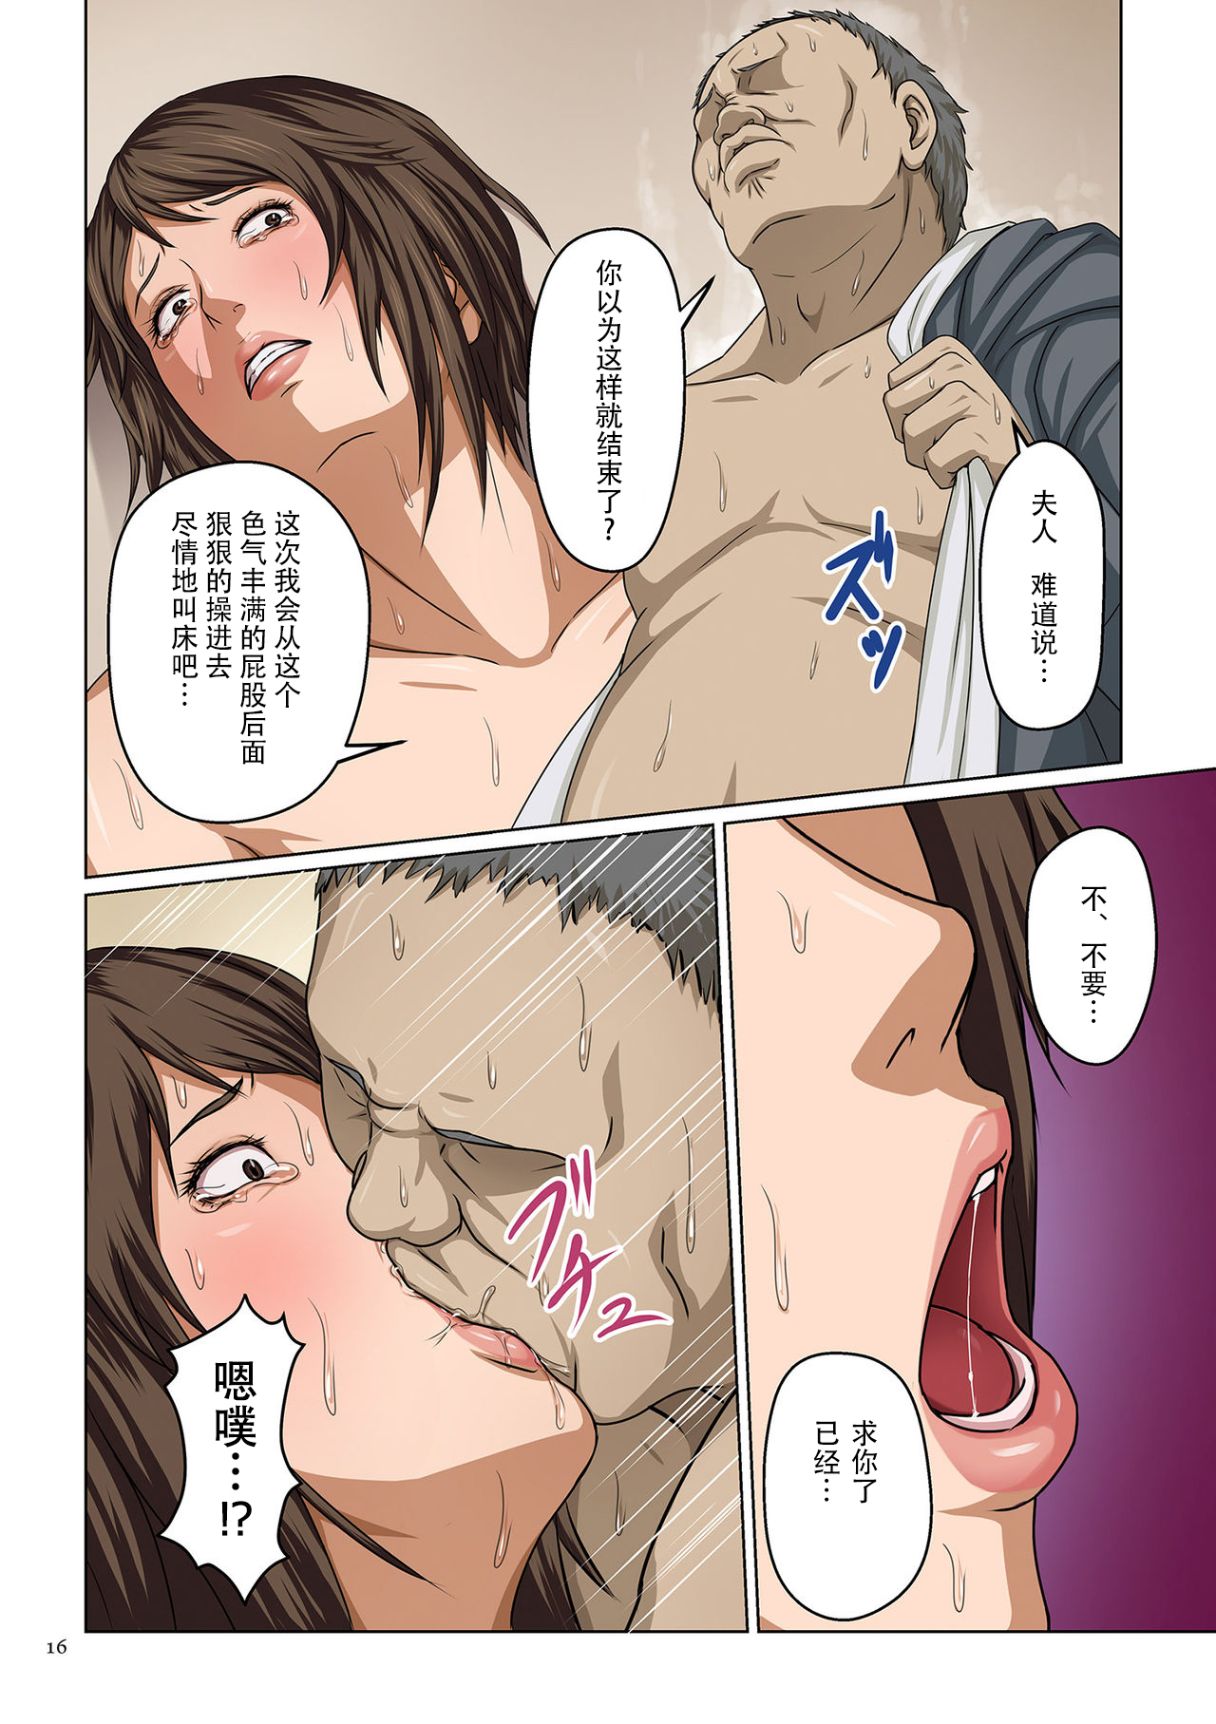 夫人　难道说…
你以为这样就结束了?
ズズッ
这次我会从这个
色气丰满的屁股后面
狠狠的操进去
尽情地叫床吧…
不、不要…
求你了
已经…
ブチュ
嗯噗…!?
16